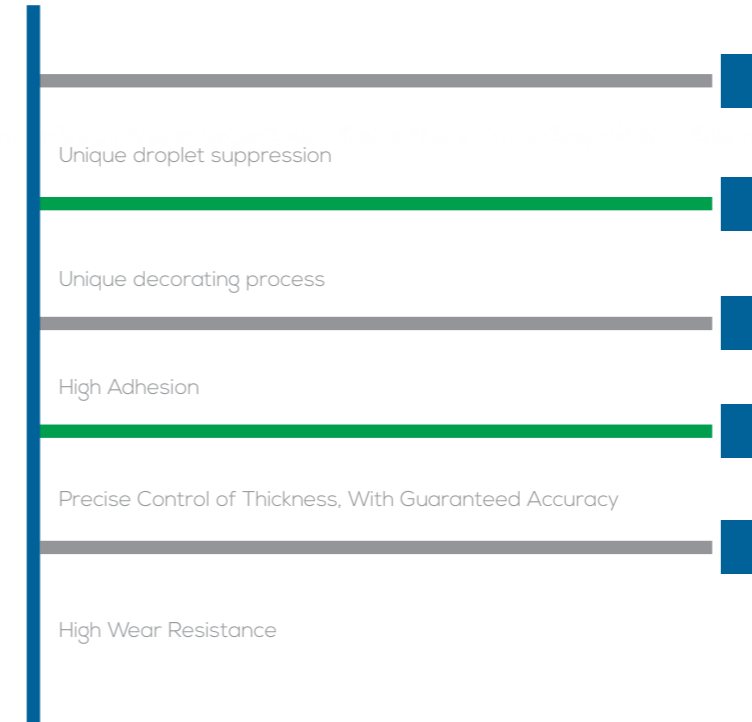 Unique droplet suppression
Unique decorating process
High Adhesion
Precise Control of Thickness, With Guaranteed Accuracy
High Wear Resistance